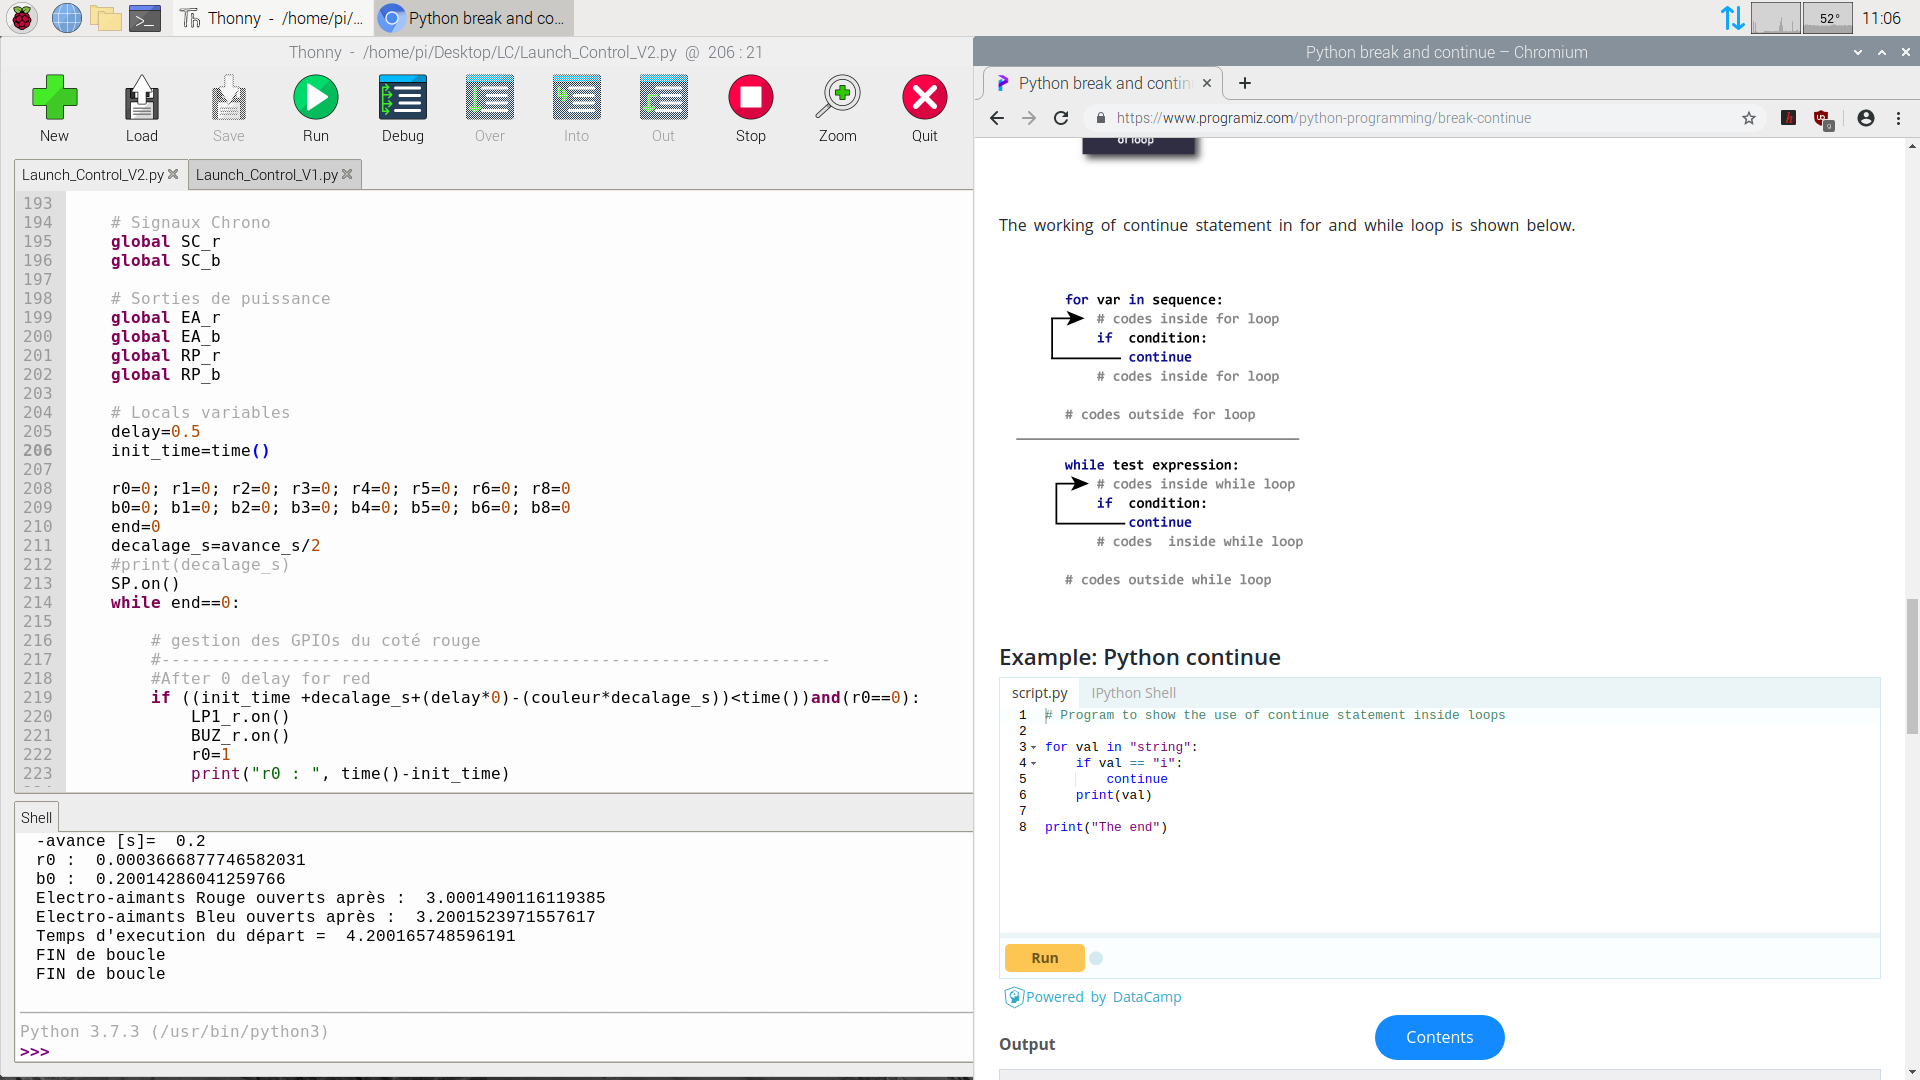 Thonny - /home/pi/...
Python break and co...
52°
11:06
Thonny - /home/pi/Desktop/LC/Launch_Control_V2.py @ 206 : 21
New
Load
Save
Run
Debug
Over
Into
Out
Stop
Zoom
Quit
Launch_Control_V2.py
Launch_Control_V1.py
193
194 # Signaux Chrono
195 global SC_r
196 global SC_b
197
198 # Sorties de puissance
199 global EA_r
200 global EA_b
201 global RP_r
202 global RP_b
203
204 # Locals variables
205 delay=0.5
206 init_time=time()
207
208 r0=0; r1=0; r2=0; r3=0; r4=0; r5=0; r6=0; r8=0
209 b0=0; b1=0; b2=0; b3=0; b4=0; b5=0; b6=0; b8=0
210 end=0
211 decalage_s=avance_s/2
212 #print(decalage_s)
213 SP.on()
214 while end==0:
215
216 # gestion des GPIOs du coté rouge
217 #-------------------------------------------------------------------
218 #After 0 delay for red
219 if ((init_time +decalage_s+(delay*0)-(couleur*decalage_s))<time())and(r0==0):
220 LP1_r.on()
221 BUZ_r.on()
222 r0=1
223 print("r0 : ", time()-init_time)
Shell
-avance [s]=  0.2
r0 :  0.0003666877746582031
b0 :  0.20014286041259766
Electro-aimants Rouge ouverts après :  3.0001490116119385
Electro-aimants Bleu ouverts après :  3.2001523971557617
Temps d'execution du départ =  4.200165748596191
FIN de boucle
FIN de boucle
Python 3.7.3 (/usr/bin/python3)
>>>
Python break and continue – Chromium
Python break and contin
https://www.programiz.com/python-programming/break-continue
9
of loop
The working of continue statement in for and while loop is shown below.
for var in sequence:
# codes inside for loop
if condition:
continue
# codes inside for loop
# codes outside for loop
while test expression:
# codes inside while loop
if condition:
continue
# codes inside while loop
# codes outside while loop
Example: Python continue
script.py
IPython Shell
1 # Program to show the use of continue statement inside loops
2
3 for val in "string":
4 if val == "i":
5 continue
6 print(val)
7
8 print("The end")
Run
Powered by DataCamp
Contents
Output